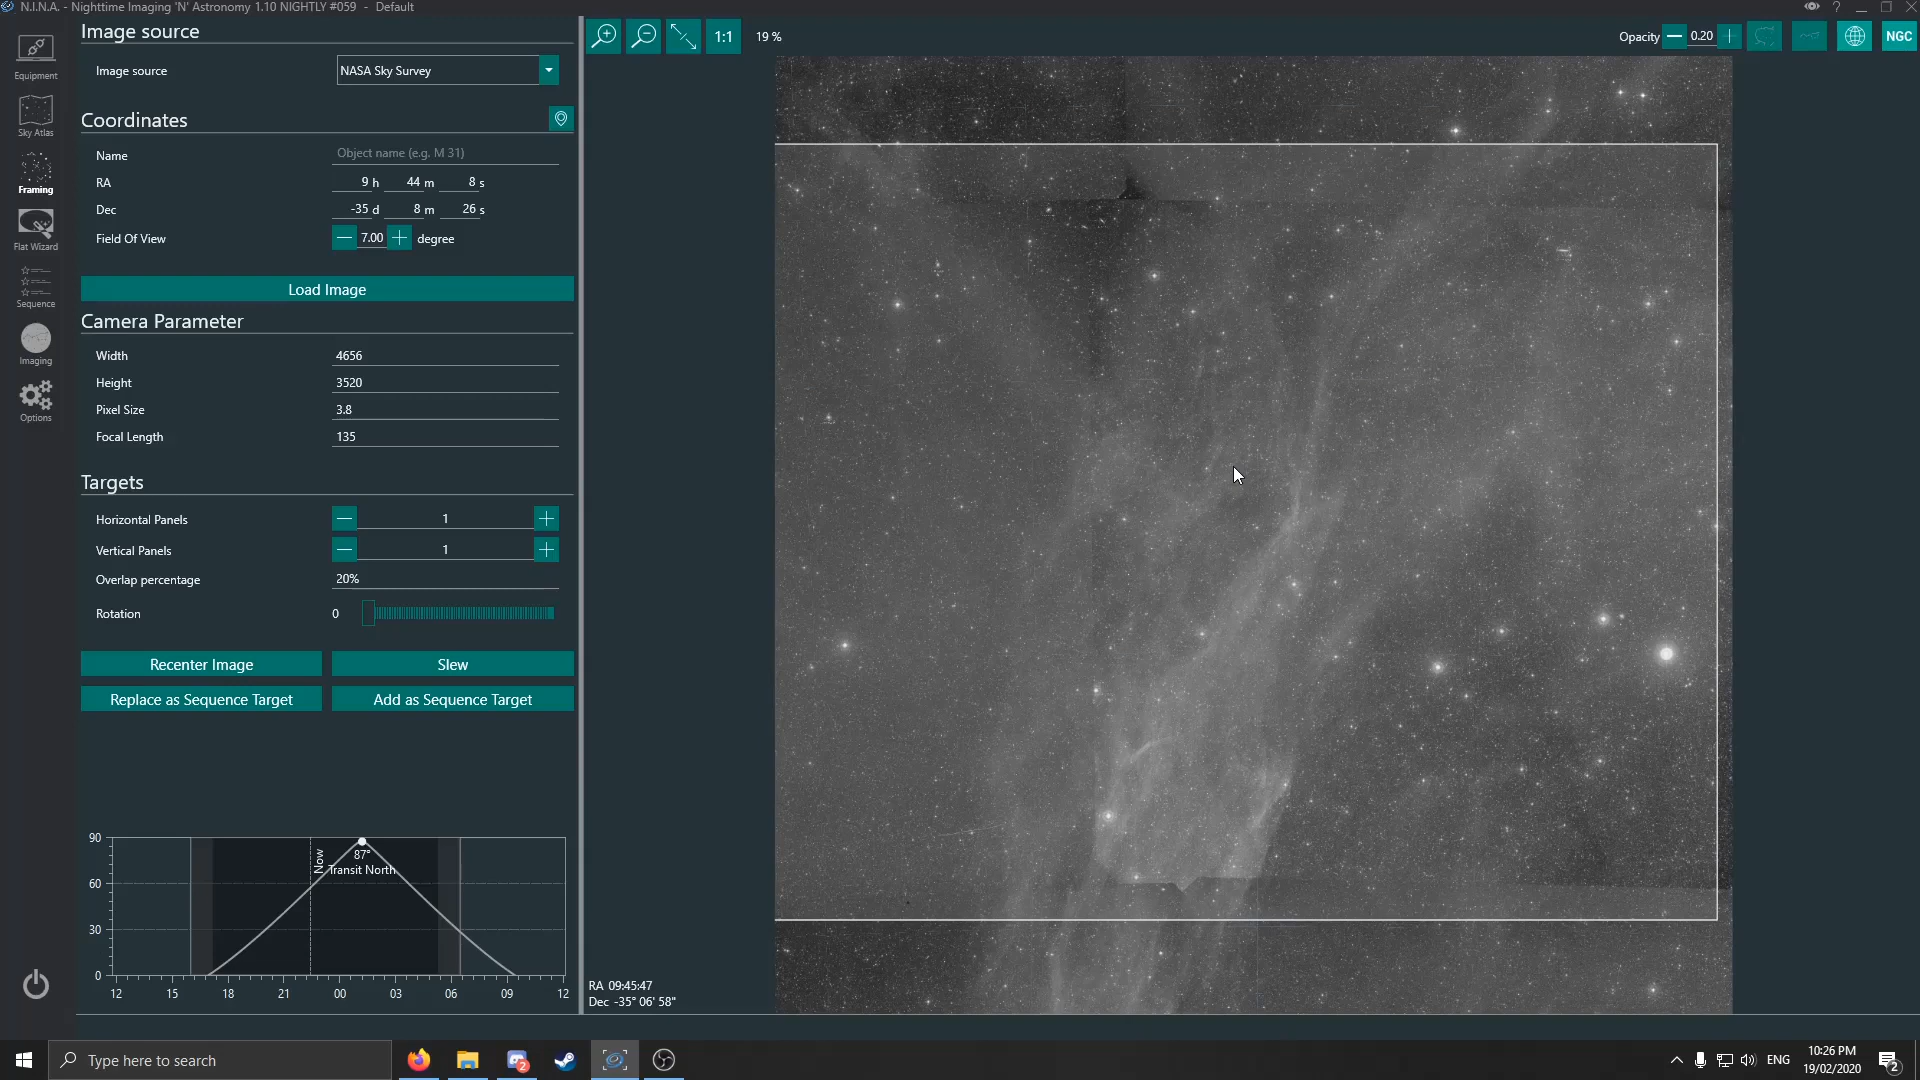 N.I.N.A. - Nighttime Imaging 'N' Astronomy 1.10 NIGHTLY #059 - Default
?
Equipment
Sky Atlas
Framing
Flat Wizard
Sequence
Imaging
Options
Image source
Image source
NASA Sky Survey
Coordinates
Name
Object name (e.g. M 31)
RA
9 h 44 m 8 s
Dec
-35 d 8 m 26 s
Field Of View
7.00
degree
Load Image
Camera Parameter
Width
4656
Height
3520
Pixel Size
3.8
Focal Length
135
Targets
Horizontal Panels
1
Vertical Panels
1
Overlap percentage
20%
Rotation
0
Recenter Image
Slew
Replace as Sequence Target
Add as Sequence Target
90
60
30
0
Now
87°
Transit North
12 15 18 21 00 03 06 09 12
1:1
19 %
Opacity
0.20
NGC
RA 09:45:47
Dec -35° 06' 58"
Type here to search
2
ENG
10:26 PM
19/02/2020
2